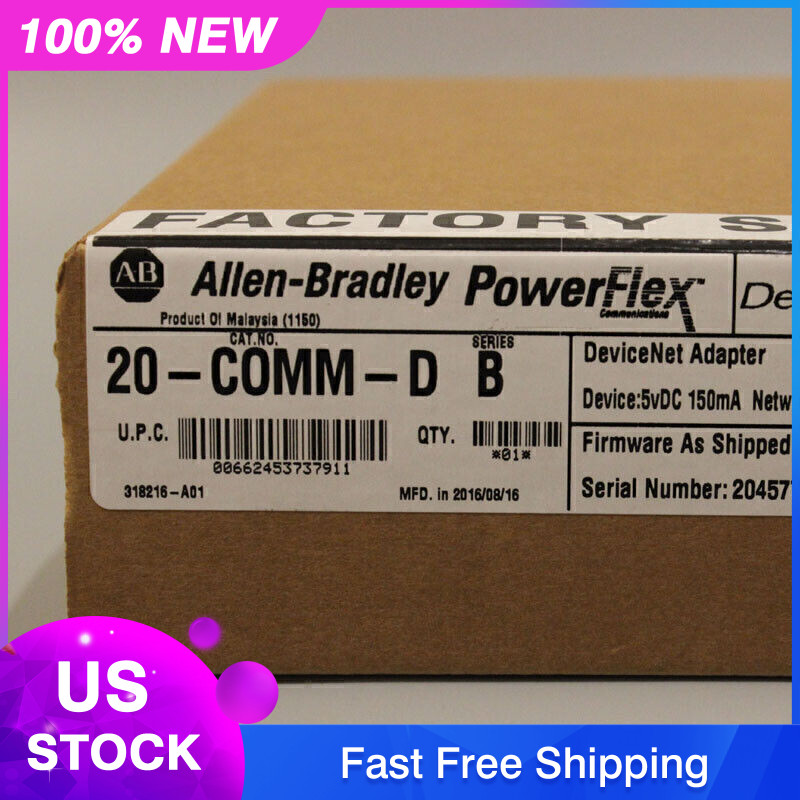 100% NEW
FACTORY S
AB Allen-Bradley PowerFlex™ De
Communications
Product Of Malaysia (1150)
CAT.NO. SERIES
20-COMM-D B
DeviceNet Adapter
Device:5vDC 150mA Netw
U.P.C. QTY.
00662453737911 *01*
Firmware As Shipped
318216-A01 MFD. in 2016/08/16
Serial Number: 20457
US
STOCK
Fast Free Shipping